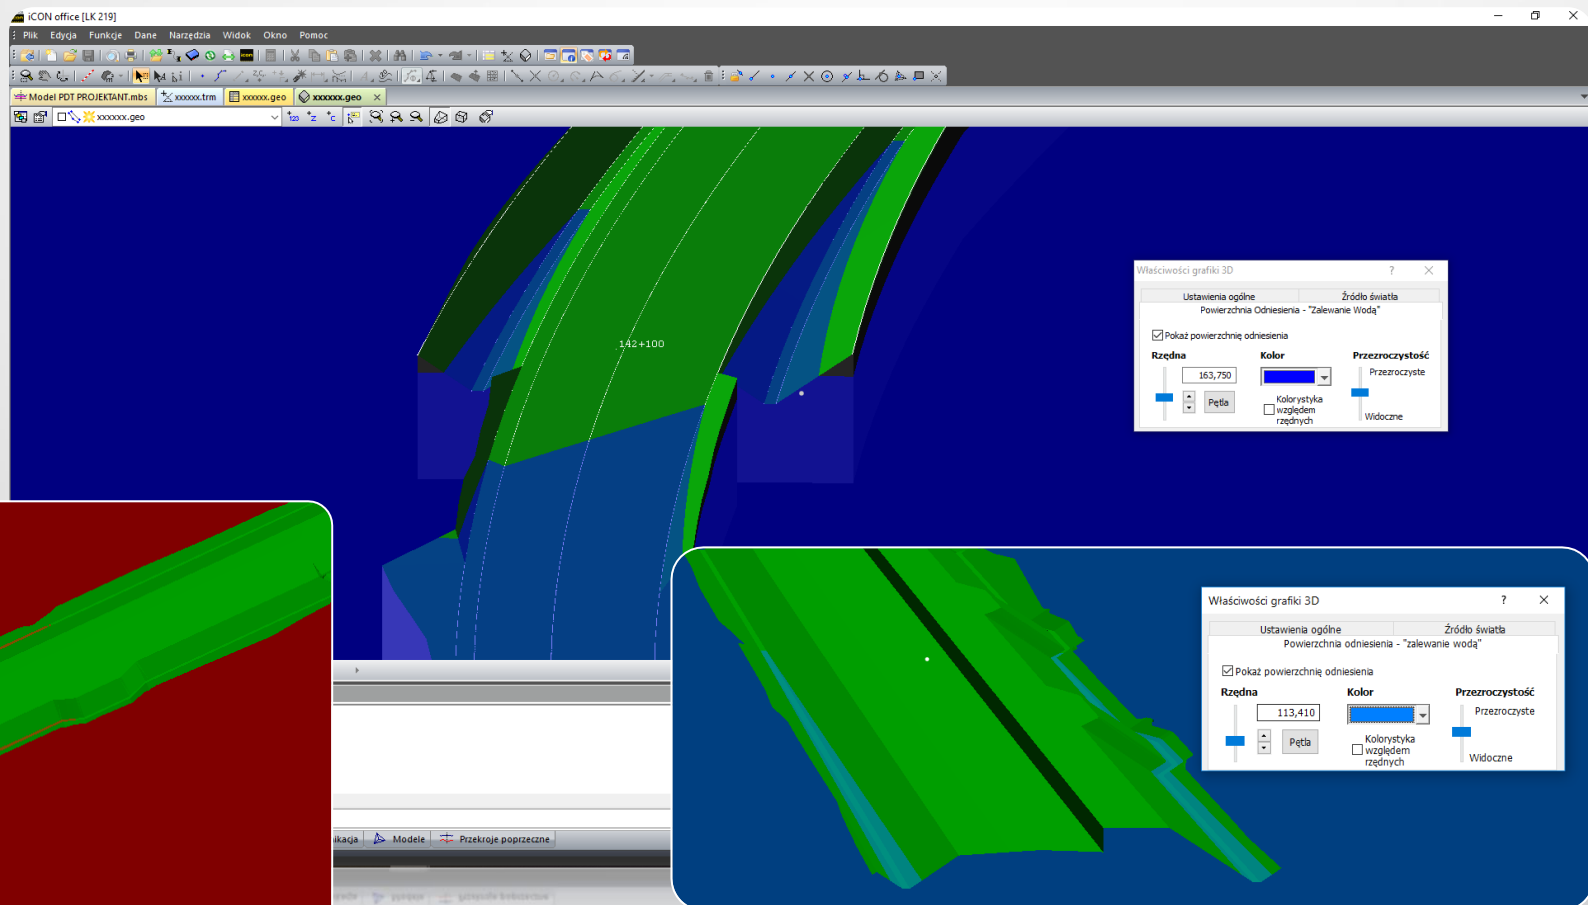 iCON office [LK 219]
Plik Edycja Funkcje Dane Narzędzia Widok Okno Pomoc
Model PDT PROJEKTANT.mbs xxxxxx.trm xxxxxx.geo xxxxxx.geo
xxxxxx.geo
142+100
Właściwości grafiki 3D
Ustawienia ogólne Źródło światła
Powierzchnia Odniesienia - "Zalewanie Wodą"
Pokaż powierzchnię odniesienia
Rzędna Kolor Przezroczystość
163,750 Przezroczyste
Pętla Kolorystyka
względem
rzędnych
Widoczne
Właściwości grafiki 3D
Ustawienia ogólne Źródło światła
Powierzchnia odniesienia - "zalewanie wodą"
Pokaż powierzchnię odniesienia
Rzędna Kolor Przezroczystość
113,410 Przezroczyste
Pętla Kolorystyka
względem
rzędnych
Widoczne
ikacja Modele Przekroje poprzeczne